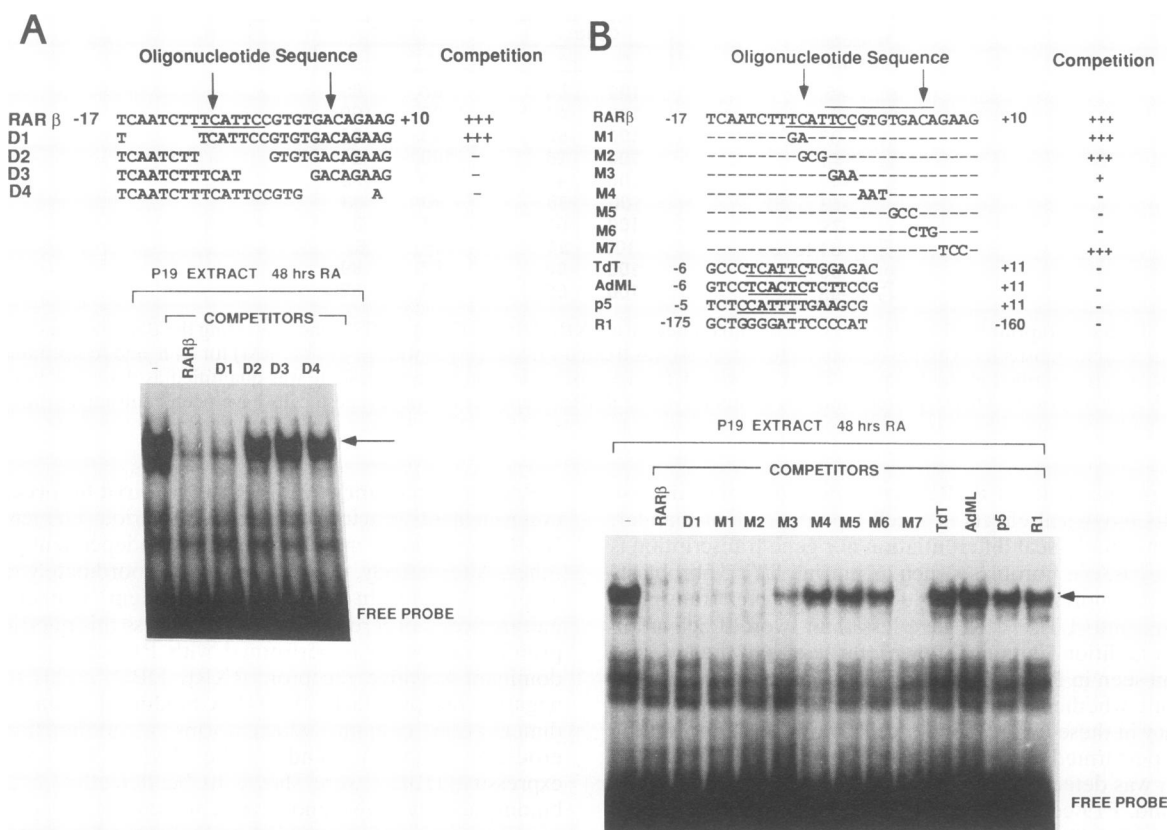 A
Oligonucleotide Sequence Competition
RAR β -17 TCAATCTTTCATTCCGTGTGACAGAAG +10 +++
D1 T TCATTCCGTGTGACAGAAG +++
D2 TCAATCTT GTGTGACAGAAG -
D3 TCAATCTTTCAT GACAGAAG -
D4 TCAATCTTTCATTCCGTG A -
P19 EXTRACT 48 hrs RA
COMPETITORS
- RARβ D1 D2 D3 D4
FREE PROBE
B
Oligonucleotide Sequence Competition
RARβ -17 TCAATCTTTCATTCCGTGTGACAGAAG +10 +++
M1 --------GA----------------- +++
M2 ---------GCG--------------- +++
M3 ------------GAA------------ +
M4 ---------------AAT--------- -
M5 ------------------GCC------ -
M6 --------------------CTG---- -
M7 -----------------------TCC- +++
TdT -6 GCCCTCATTCTGGAGAC +11 -
AdML -6 GTCCTCACTCTCTTCCG +11 -
p5 -5 TCTCCATTTTGAAGCG +11 -
R1 -175 GCTGGGGATTCCCCAT -160 -
P19 EXTRACT 48 hrs RA
COMPETITORS
- RARβ D1 M1 M2 M3 M4 M5 M6 M7 TdT AdML p5 R1
FREE PROBE